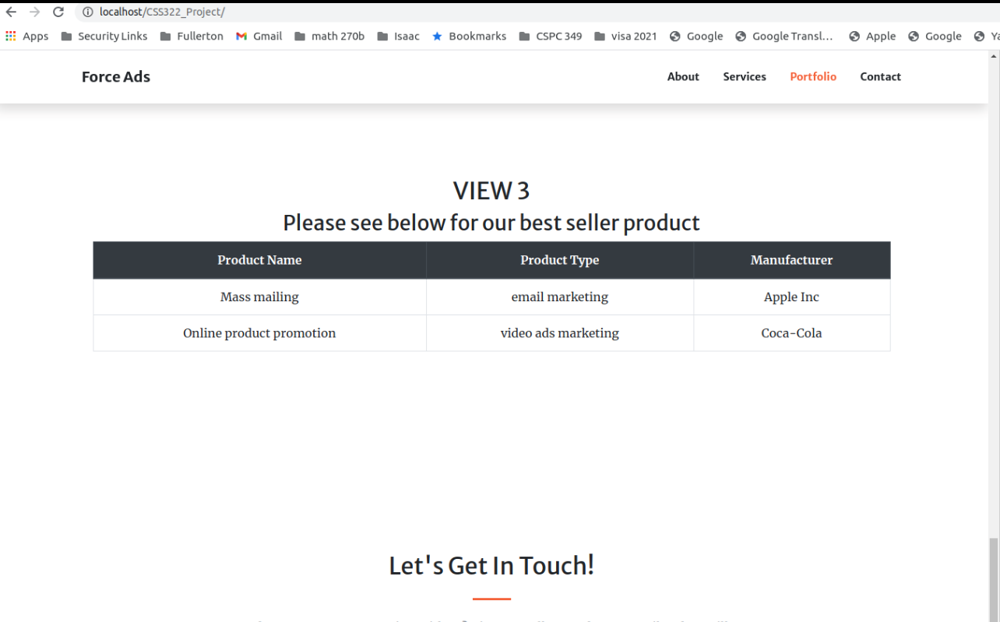 localhost/CSS322_Project/
Apps Security Links Fullerton Gmail math 270b Isaac Bookmarks CSPC 349 visa 2021 Google Google Transl... Apple Google
Force Ads About Services Portfolio Contact
VIEW 3
Please see below for our best seller product
Product Name Product Type Manufacturer
Mass mailing email marketing Apple Inc
Online product promotion video ads marketing Coca-Cola
Let's Get In Touch!